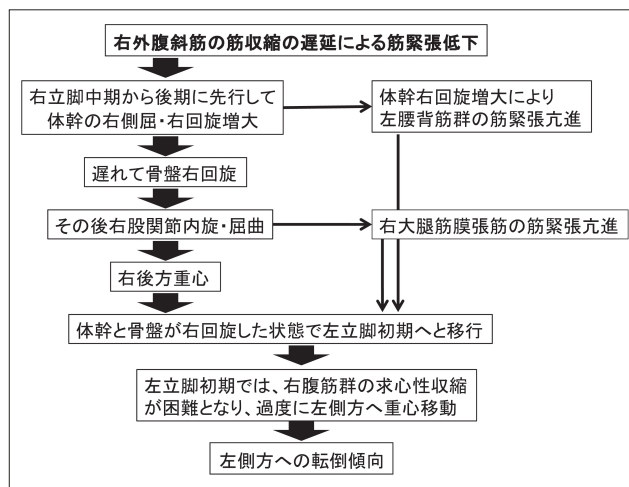 右外腹斜筋の筋収縮の遅延による筋緊張低下
右立脚中期から後期に先行して
体幹の右側屈・右回旋増大
体幹右回旋増大により
左腰背筋群の筋緊張亢進
遅れて骨盤右回旋
その後右股関節内旋・屈曲
右大腿筋膜張筋の筋緊張亢進
右後方重心
体幹と骨盤が右回旋した状態で左立脚初期へと移行
左立脚初期では、右腹筋群の求心性収縮
が困難となり、過度に左側方へ重心移動
左側方への転倒傾向